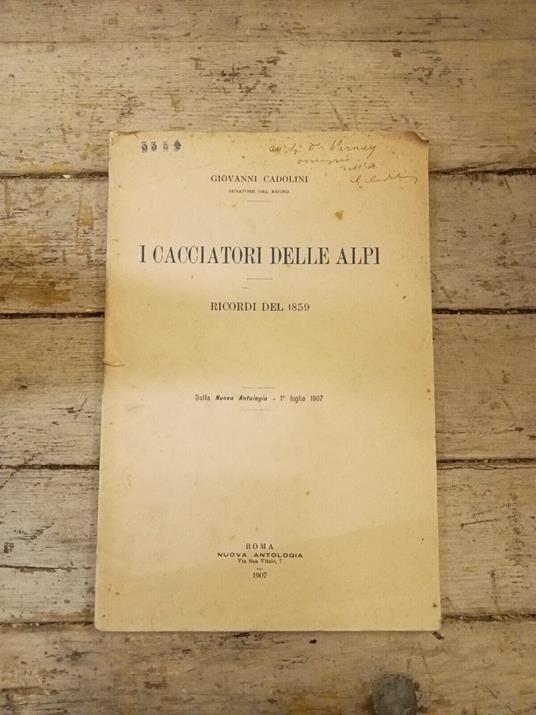 3354
GIOVANNI CADOLINI
SENATORE DEL REGNO
I CACCIATORI DELLE ALPI
RICORDI DEL 1859
Dalla Nuova Antologia - 1° luglio 1907
ROMA
NUOVA ANTOLOGIA
Via San Vitale, 7
1907